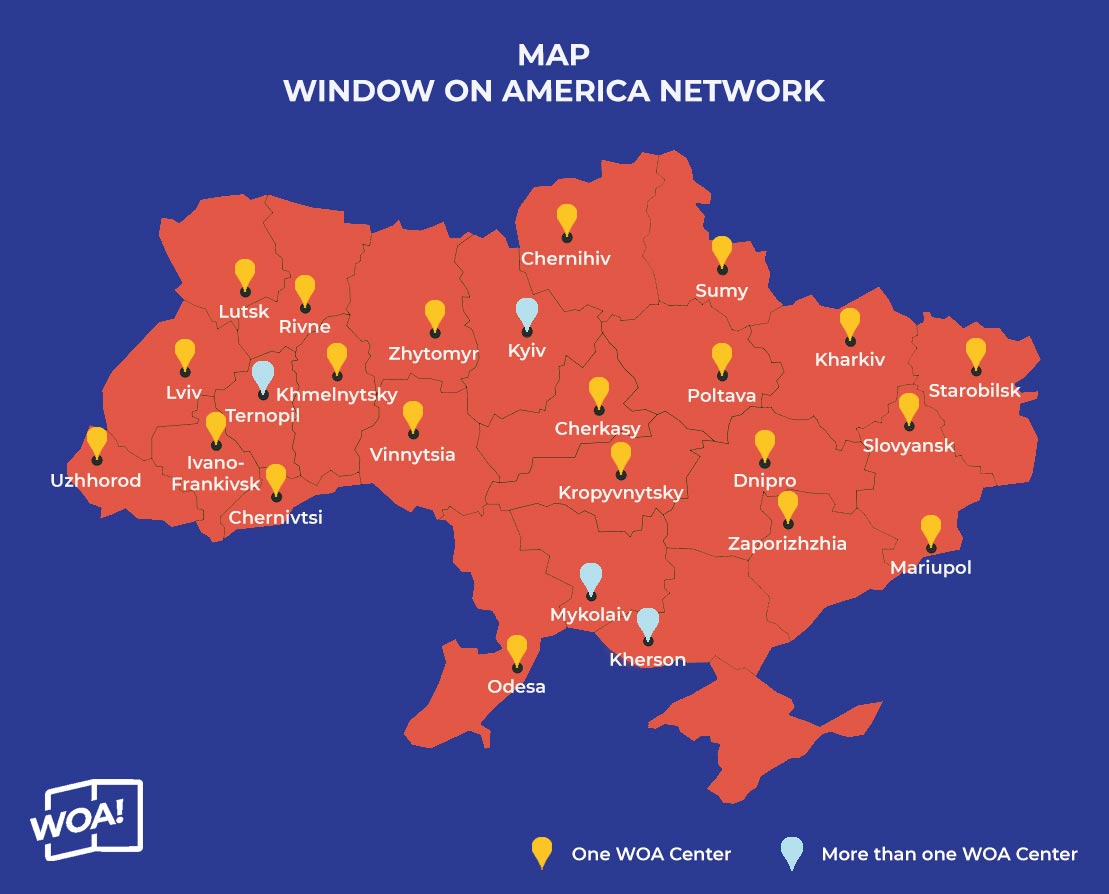 MAP
WINDOW ON AMERICA NETWORK
Chernihiv
Sumy
Lutsk
Rivne
Zhytomyr
Kyiv
Kharkiv
Lviv
Ternopil
Khmelnytsky
Poltava
Starobilsk
Cherkasy
Slovyansk
Vinnytsia
Uzhhorod
Ivano-
Frankivsk
Kropyvnytsky
Dnipro
Chernivtsi
Zaporizhzhia
Mariupol
Mykolaiv
Kherson
Odesa
WOA!
One WOA Center
More than one WOA Center